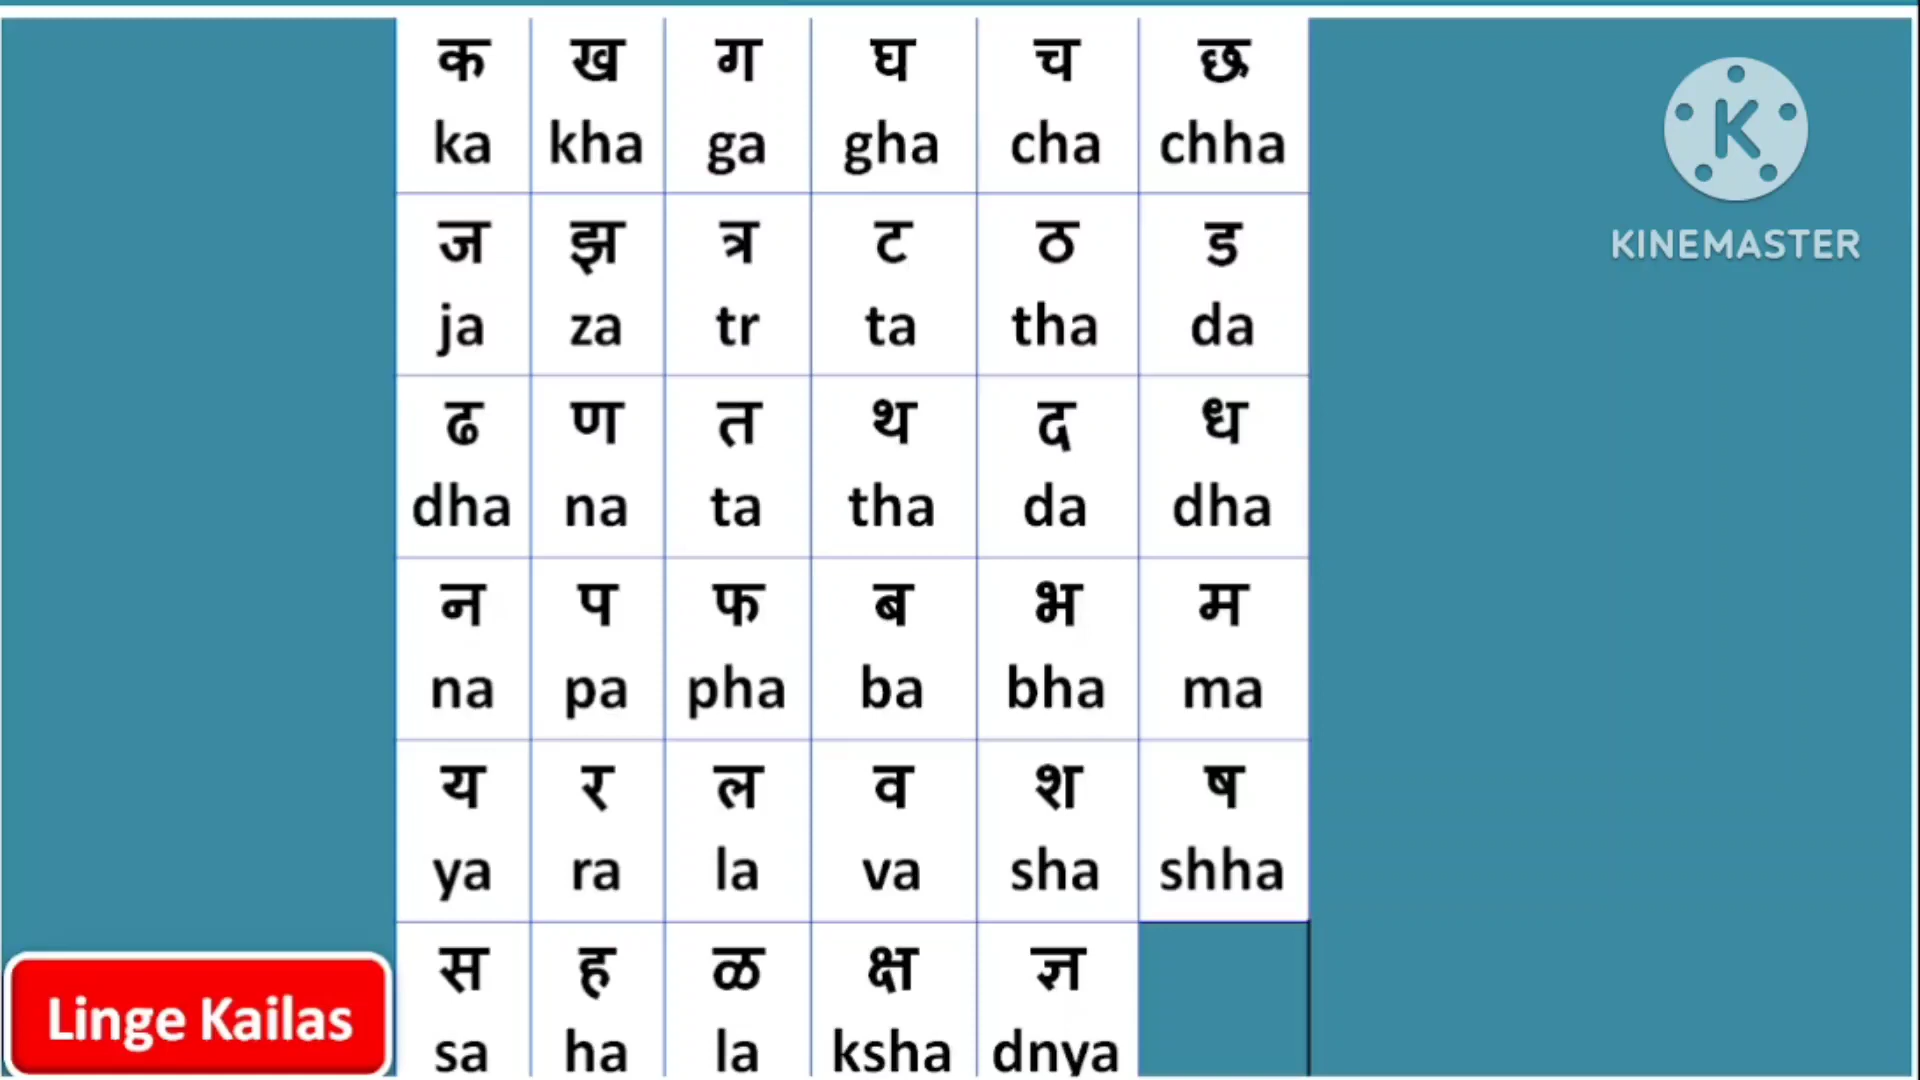 क ख ग घ च छ
ka kha ga gha cha chha
ज झ त्र ट ठ ड
ja za tr ta tha da
ढ ण त थ द ध
dha na ta tha da dha
न प फ ब भ म
na pa pha ba bha ma
य र ल व श ष
ya ra la va sha shha
स ह ळ क्ष ज्ञ
sa ha la ksha dnya
K
KINEMASTER
Linge Kailas